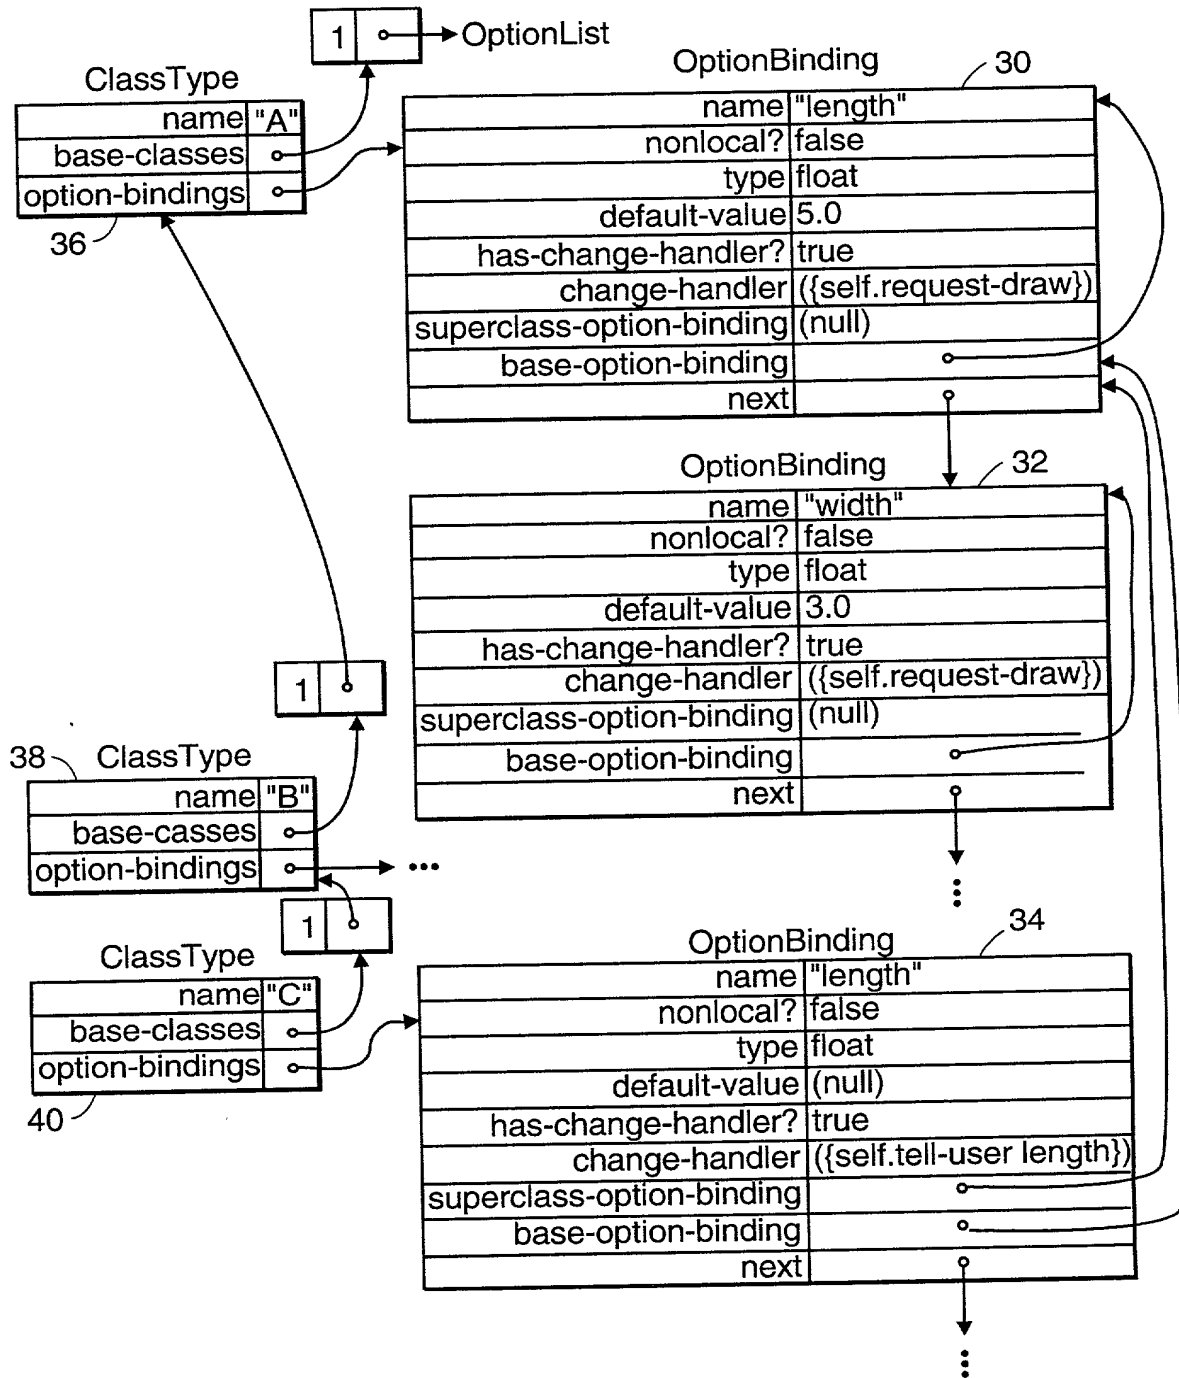 1 OptionList
ClassType
name "A"
base-classes
option-bindings
36
OptionBinding
30
name "length"
nonlocal? false
type float
default-value 5.0
has-change-handler? true
change-handler ({self.request-draw})
superclass-option-binding (null)
base-option-binding
next
OptionBinding
32
name "width"
nonlocal? false
type float
default-value 3.0
has-change-handler? true
change-handler ({self.request-draw})
superclass-option-binding (null)
base-option-binding
next
1
38
ClassType
name "B"
base-casses
option-bindings
1
ClassType
name "C"
base-classes
option-bindings
40
OptionBinding
34
name "length"
nonlocal? false
type float
default-value (null)
has-change-handler? true
change-handler ({self.tell-user length})
superclass-option-binding
base-option-binding
next